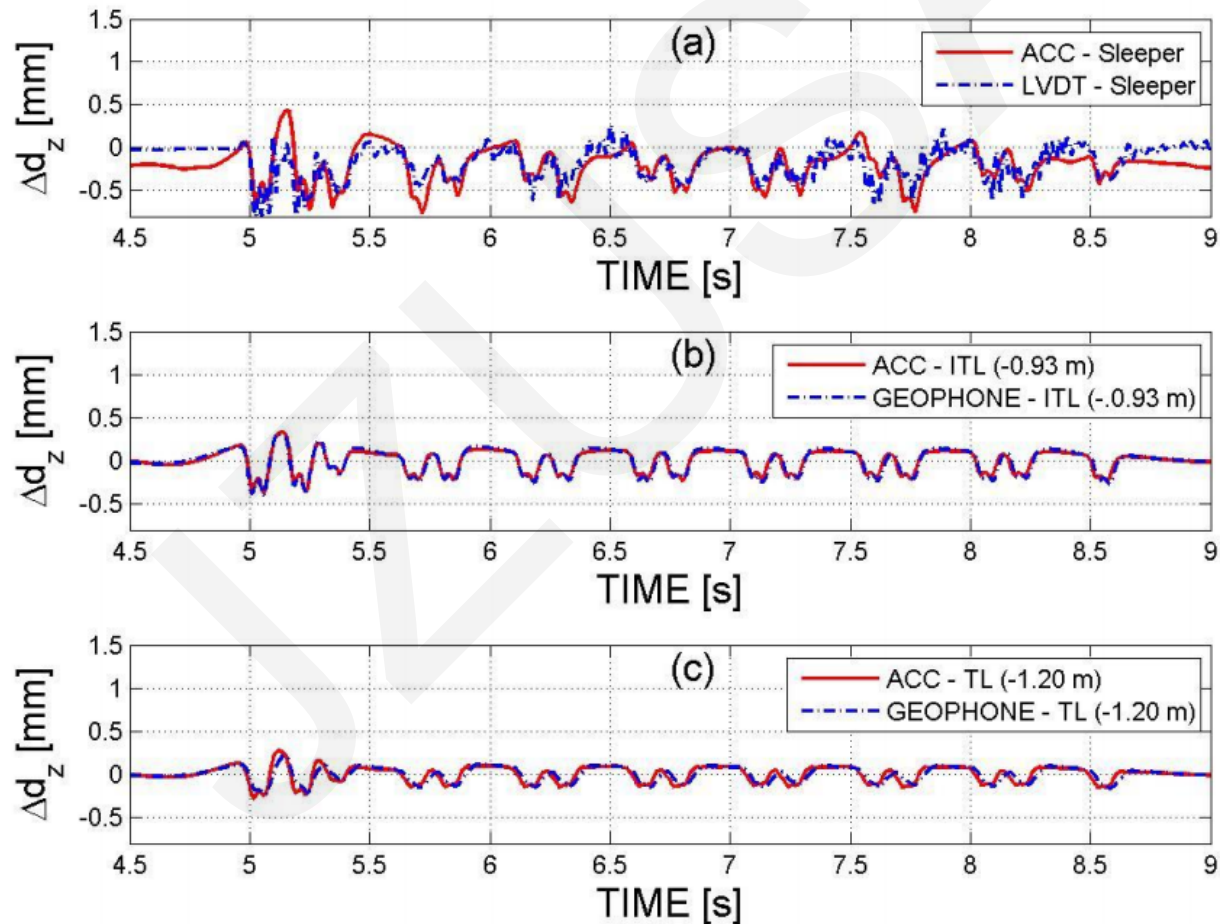 (a)
ACC - Sleeper
LVDT - Sleeper
Δd_z [mm]
1.5
1
0.5
0
-0.5
4.5 5 5.5 6 6.5 7 7.5 8 8.5 9
TIME [s]
(b)
ACC - ITL (-0.93 m)
GEOPHONE - ITL (-.0.93 m)
Δd_z [mm]
1.5
1
0.5
0
-0.5
4.5 5 5.5 6 6.5 7 7.5 8 8.5 9
TIME [s]
(c)
ACC - TL (-1.20 m)
GEOPHONE - TL (-1.20 m)
Δd_z [mm]
1.5
1
0.5
0
-0.5
4.5 5 5.5 6 6.5 7 7.5 8 8.5 9
TIME [s]
JZUS